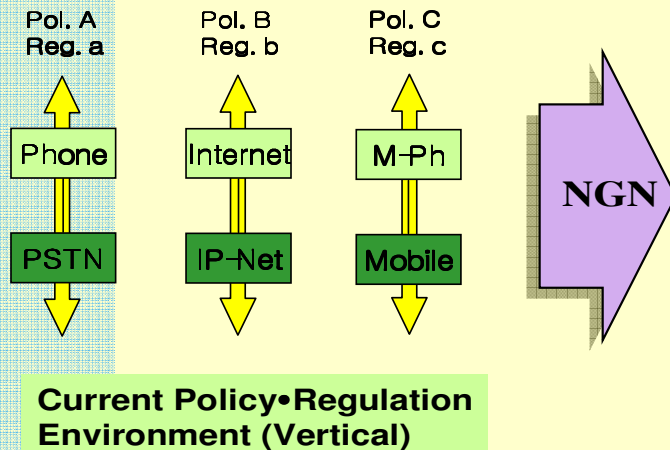 Pol. A
Reg. a
Pol. B
Reg. b
Pol. C
Reg. c
Phone
Internet
M-Ph
NGN
PSTN
IP-Net
Mobile
Current Policy•Regulation
Environment (Vertical)